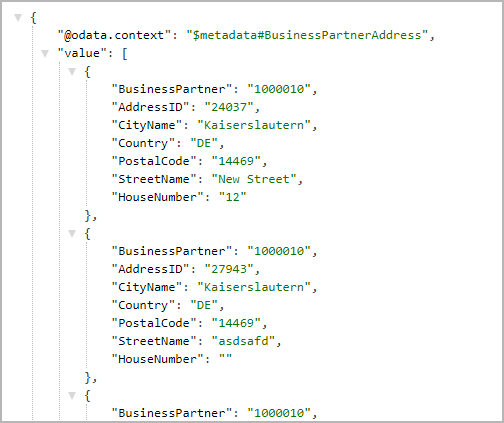 {
"@odata.context": "$metadata#BusinessPartnerAddress",
"value": [
{
"BusinessPartner": "1000010",
"AddressID": "24037",
"CityName": "Kaiserslautern",
"Country": "DE",
"PostalCode": "14469",
"StreetName": "New Street",
"HouseNumber": "12"
},
{
"BusinessPartner": "1000010",
"AddressID": "27943",
"CityName": "Kaiserslautern",
"Country": "DE",
"PostalCode": "14469",
"StreetName": "asdsafd",
"HouseNumber": ""
},
{
"BusinessPartner": "1000010",